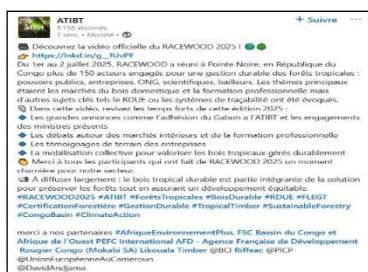 ATIBT
+ Suivre
5 156 abonnés
1 sem. • Modifié •
Découvrez la vidéo officielle du RACEWOOD 2025 !
https://lnkd.in/g__fUvPF
Du 1er au 2 juillet 2025, RACEWOOD a réuni à Pointe Noire, en République du
Congo plus de 150 acteurs engagés pour une gestion durable des forêts tropicales :
pouvoirs publics, entreprises, ONG, scientifiques, bailleurs. Les thèmes principaux
étaient les marchés du bois domestique et la formation professionnelle mais
d'autres sujets clés tels le RDUE ou les systèmes de traçabilité ont été évoqués.
Dans cette vidéo, revivez les temps forts de cette édition 2025 :
Les grandes annonces comme l'adhésion du Gabon a l'ATIBT et les engagements
des ministres présents
Les débats autour des marchés intérieurs et de la formation professionnelle
Les témoignages de terrain des entreprises
La mobilisation collective pour valoriser les bois tropicaux gérés durablement
Merci à tous les participants qui ont fait de RACEWOOD 2025 un moment
charnière pour notre secteur.
À diffuser largement : le bois tropical durable est partie intégrante de la solution
pour préserver les forêts tout en assurant un développement équitable.
#RACEWOOD2025 #ATIBT #ForêtsTropicales #BoisDurable #RDUE #FLEGT
#CertificationForestière #GestionDurable #TropicalTimber #SustainableForestry
#CongoBasin #ClimateAction
merci a nos partenaires #AfriqueEnvironnementPlus, FSC Bassin du Congo et
Afrique de l'Ouest PEFC International AFD - Agence Française de Développement
Rougier Congo (Mokabi SA) Likouala Timber @BCI Riffeac @PICP
@UnionEuropéenneAuCameroun
@DavidAndjama